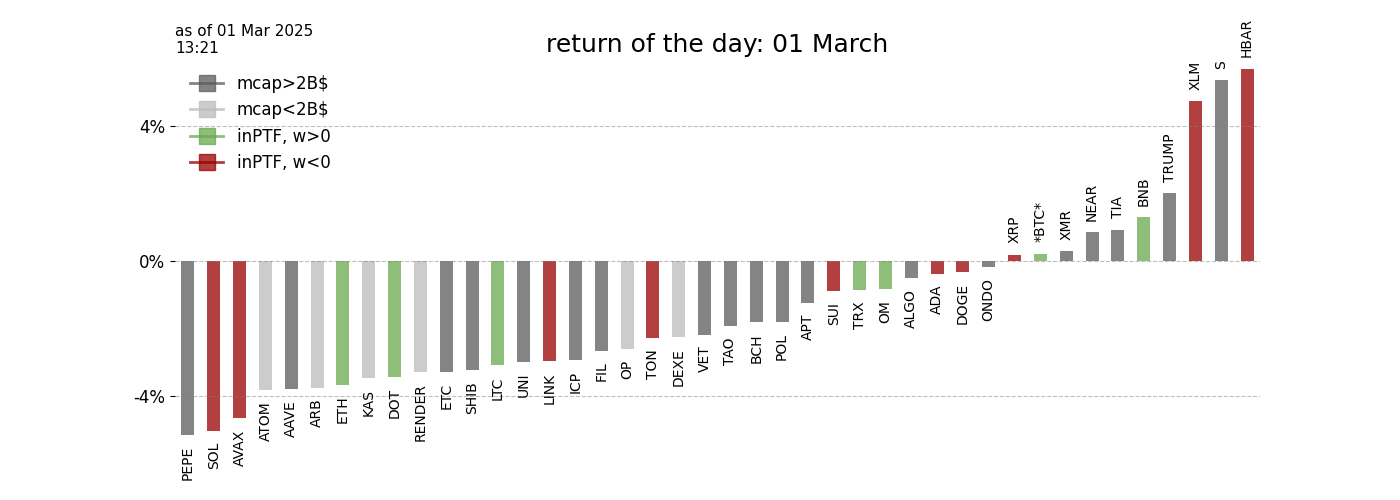 as of 01 Mar 2025
13:21
return of the day: 01 March
mcap>2B$
mcap<2B$
inPTF, w>0
inPTF, w<0
4%
0%
-4%
PEPE
SOL
AVAX
ATOM
AAVE
ARB
ETH
KAS
DOT
RENDER
ETC
SHIB
LTC
UNI
LINK
ICP
FIL
OP
TON
DEXE
VET
TAO
BCH
POL
APT
SUI
TRX
OM
ALGO
ADA
DOGE
ONDO
XRP
*BTC*
XMR
NEAR
TIA
BNB
TRUMP
XLM
S
HBAR